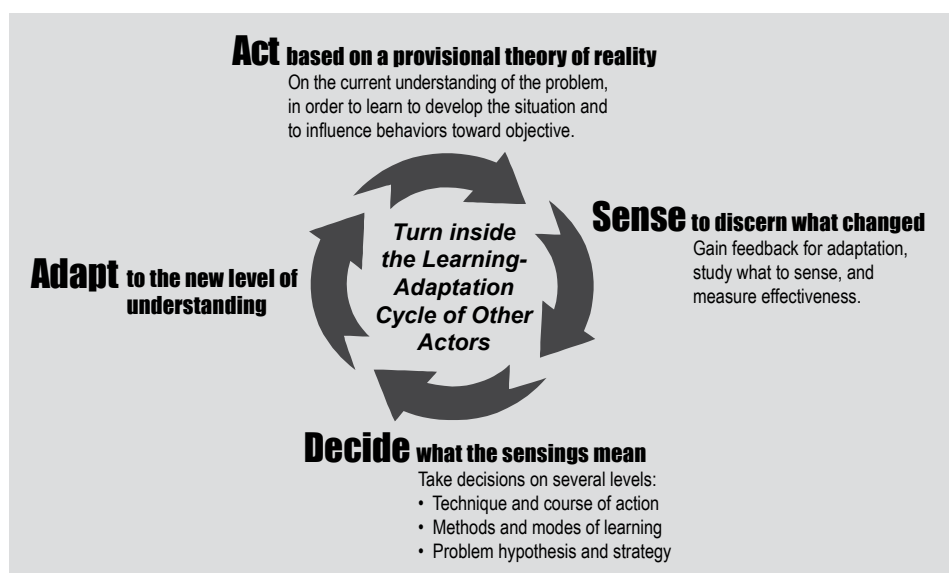 Act based on a provisional theory of reality
On the current understanding of the problem,
in order to learn to develop the situation and
to influence behaviors toward objective.
Sense to discern what changed
Gain feedback for adaptation,
study what to sense, and
measure effectiveness.
Turn inside
the Learning-
Adaptation
Cycle of Other
Actors
Adapt to the new level of
understanding
Decide what the sensings mean
Take decisions on several levels:
• Technique and course of action
• Methods and modes of learning
• Problem hypothesis and strategy